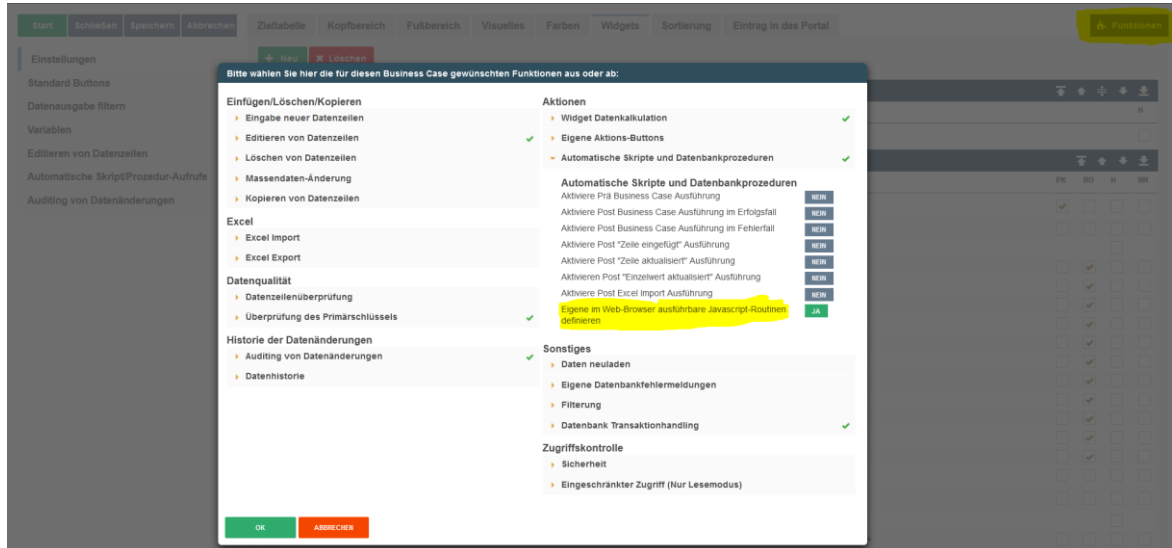 Start Schließen Speichern Abbrechen Zieltabelle Kopfbereich Fußbereich Visuelles Farben Widgets Sortierung Eintrag in das Portal Funktionen
Einstellungen
+ Neu × Löschen
Standard Buttons
Datenausgabe filtern
Variablen
Editieren von Datenzeilen
Automatische Skript/Prozedur-Aufrufe
Auditing von Datenänderungen
Bitte wählen Sie hier die für diesen Business Case gewünschten Funktionen aus oder ab:
Einfügen/Löschen/Kopieren
Eingabe neuer Datenzeilen
Editieren von Datenzeilen
Löschen von Datenzeilen
Massendaten-Änderung
Kopieren von Datenzeilen
Excel
Excel Import
Excel Export
Datenqualität
Datenzeilenüberprüfung
Überprüfung des Primärschlüssels
Historie der Datenänderungen
Auditing von Datenänderungen
Datenhistorie
Aktionen
Widget Datenkalkulation
Eigene Aktions-Buttons
Automatische Skripte und Datenbankprozeduren
Automatische Skripte und Datenbankprozeduren
Aktiviere Prä Business Case Ausführung NEIN
Aktiviere Post Business Case Ausführung im Erfolgsfall NEIN
Aktiviere Post Business Case Ausführung im Fehlerfall NEIN
Aktiviere Post "Zeile eingefügt" Ausführung NEIN
Aktiviere Post "Zeile aktualisiert" Ausführung NEIN
Aktivieren Post "Einzelwert aktualisiert" Ausführung NEIN
Aktiviere Post Excel Import Ausführung NEIN
Eigene im Web-Browser ausführbare Javascript-Routinen JA
definieren
Sonstiges
Daten neuladen
Eigene Datenbankfehlermeldungen
Filterung
Datenbank Transaktionhandling
Zugriffskontrolle
Sicherheit
Eingeschränkter Zugriff (Nur Lesemodus)
OK ABBRECHEN
H
PK RO H NN